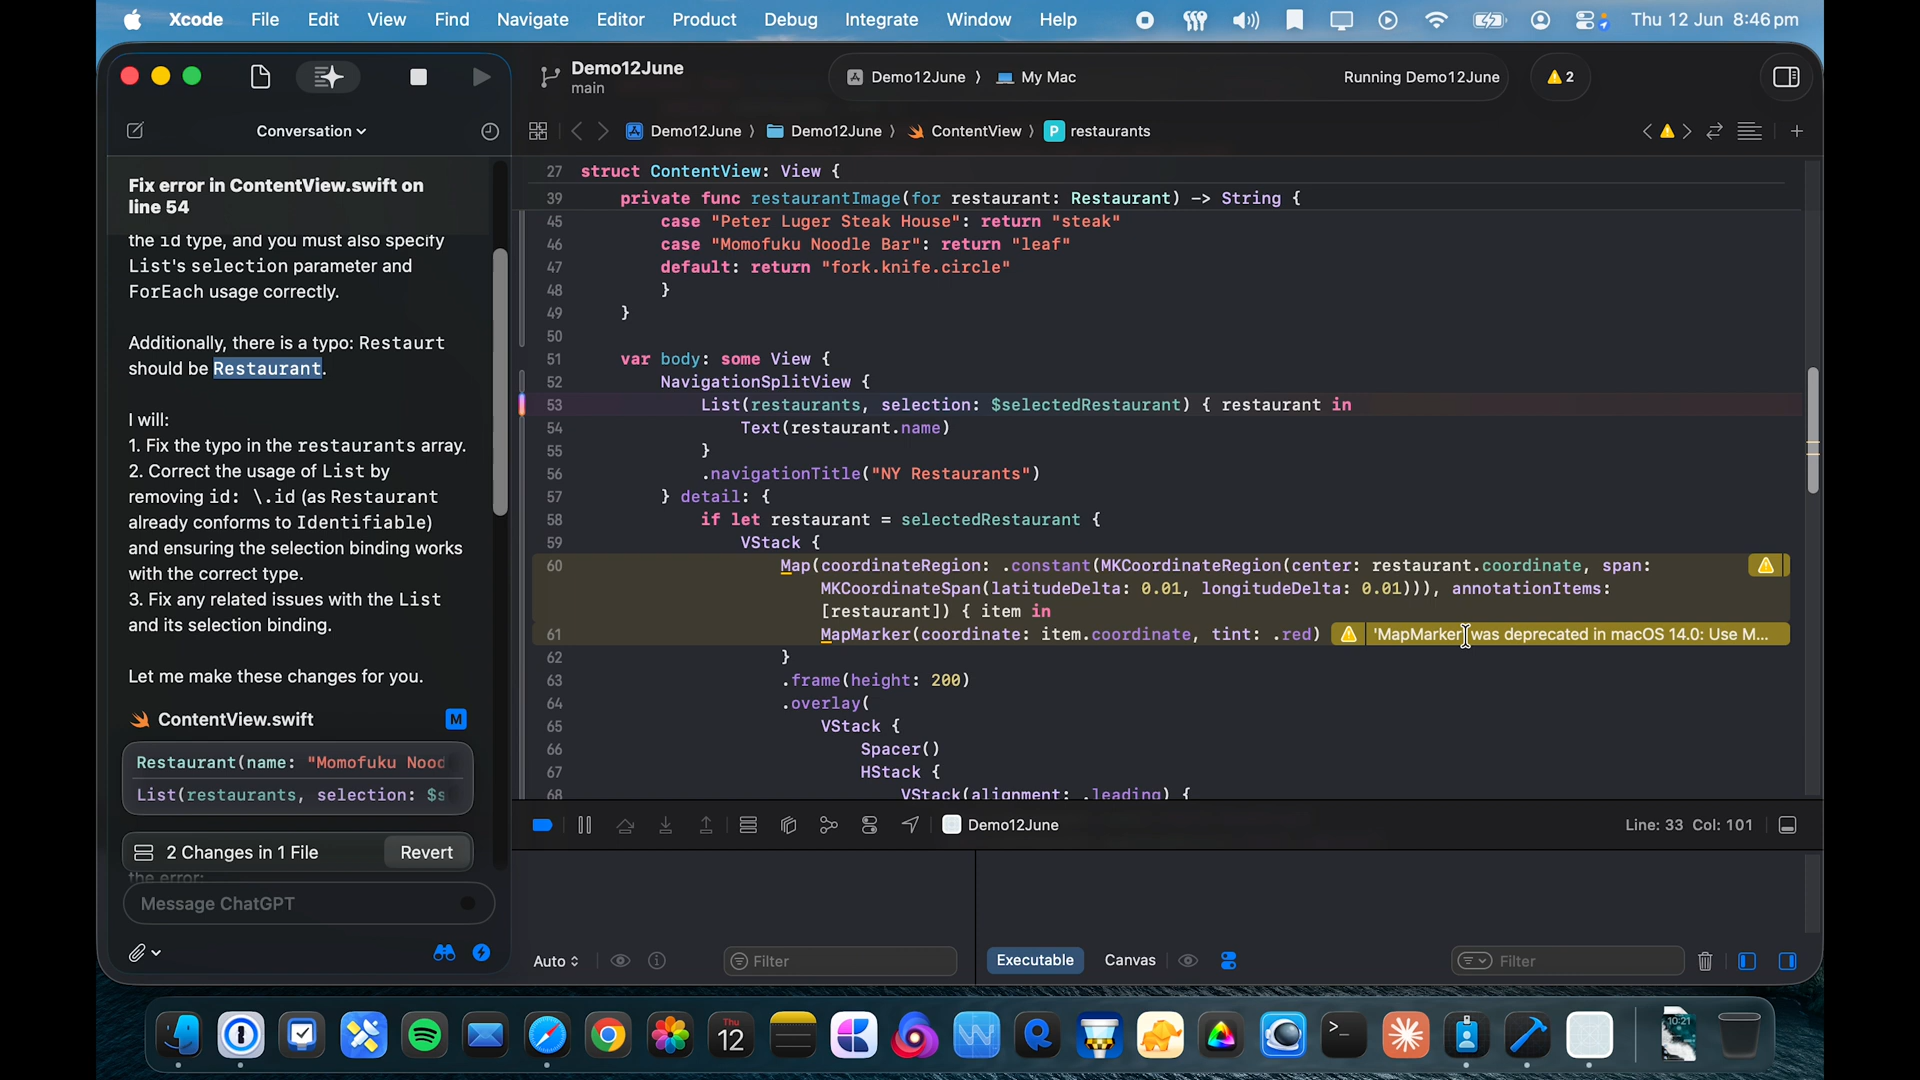 Xcode File Edit View Find Navigate Editor Product Debug Integrate Window Help Thu 12 Jun 8:46 pm
Demo12June
main
Demo12June My Mac
Running Demo12June
2
Conversation
Demo12June Demo12June ContentView P restaurants
Fix error in ContentView.swift on
line 54
the id type, and you must also specify
List's selection parameter and
ForEach usage correctly.
Additionally, there is a typo: Restaurt
should be Restaurant.
I will:
1. Fix the typo in the restaurants array.
2. Correct the usage of List by
removing id: \.id (as Restaurant
already conforms to Identifiable)
and ensuring the selection binding works
with the correct type.
3. Fix any related issues with the List
and its selection binding.
Let me make these changes for you.
ContentView.swift M
Restaurant(name: "Momofuku Nood
List(restaurants, selection: $s
2 Changes in 1 File Revert
the error:
Message ChatGPT
27 struct ContentView: View {
39 private func restaurantImage(for restaurant: Restaurant) -> String {
45 case "Peter Luger Steak House": return "steak"
46 case "Momofuku Noodle Bar": return "leaf"
47 default: return "fork.knife.circle"
48 }
49 }
50
51 var body: some View {
52 NavigationSplitView {
53 List(restaurants, selection: $selectedRestaurant) { restaurant in
54 Text(restaurant.name)
55 }
56 .navigationTitle("NY Restaurants")
57 } detail: {
58 if let restaurant = selectedRestaurant {
59 VStack {
60 Map(coordinateRegion: .constant(MKCoordinateRegion(center: restaurant.coordinate, span:
MKCoordinateSpan(latitudeDelta: 0.01, longitudeDelta: 0.01))), annotationItems:
[restaurant]) { item in
61 MapMarker(coordinate: item.coordinate, tint: .red) 'MapMarker' was deprecated in macOS 14.0: Use M...
62 }
63 .frame(height: 200)
64 .overlay(
65 VStack {
66 Spacer()
67 HStack {
68 VStack(alignment: .leading) {
Demo12June
Line: 33 Col: 101
Auto
Filter
Executable Canvas
Filter
Thu
12
10:21